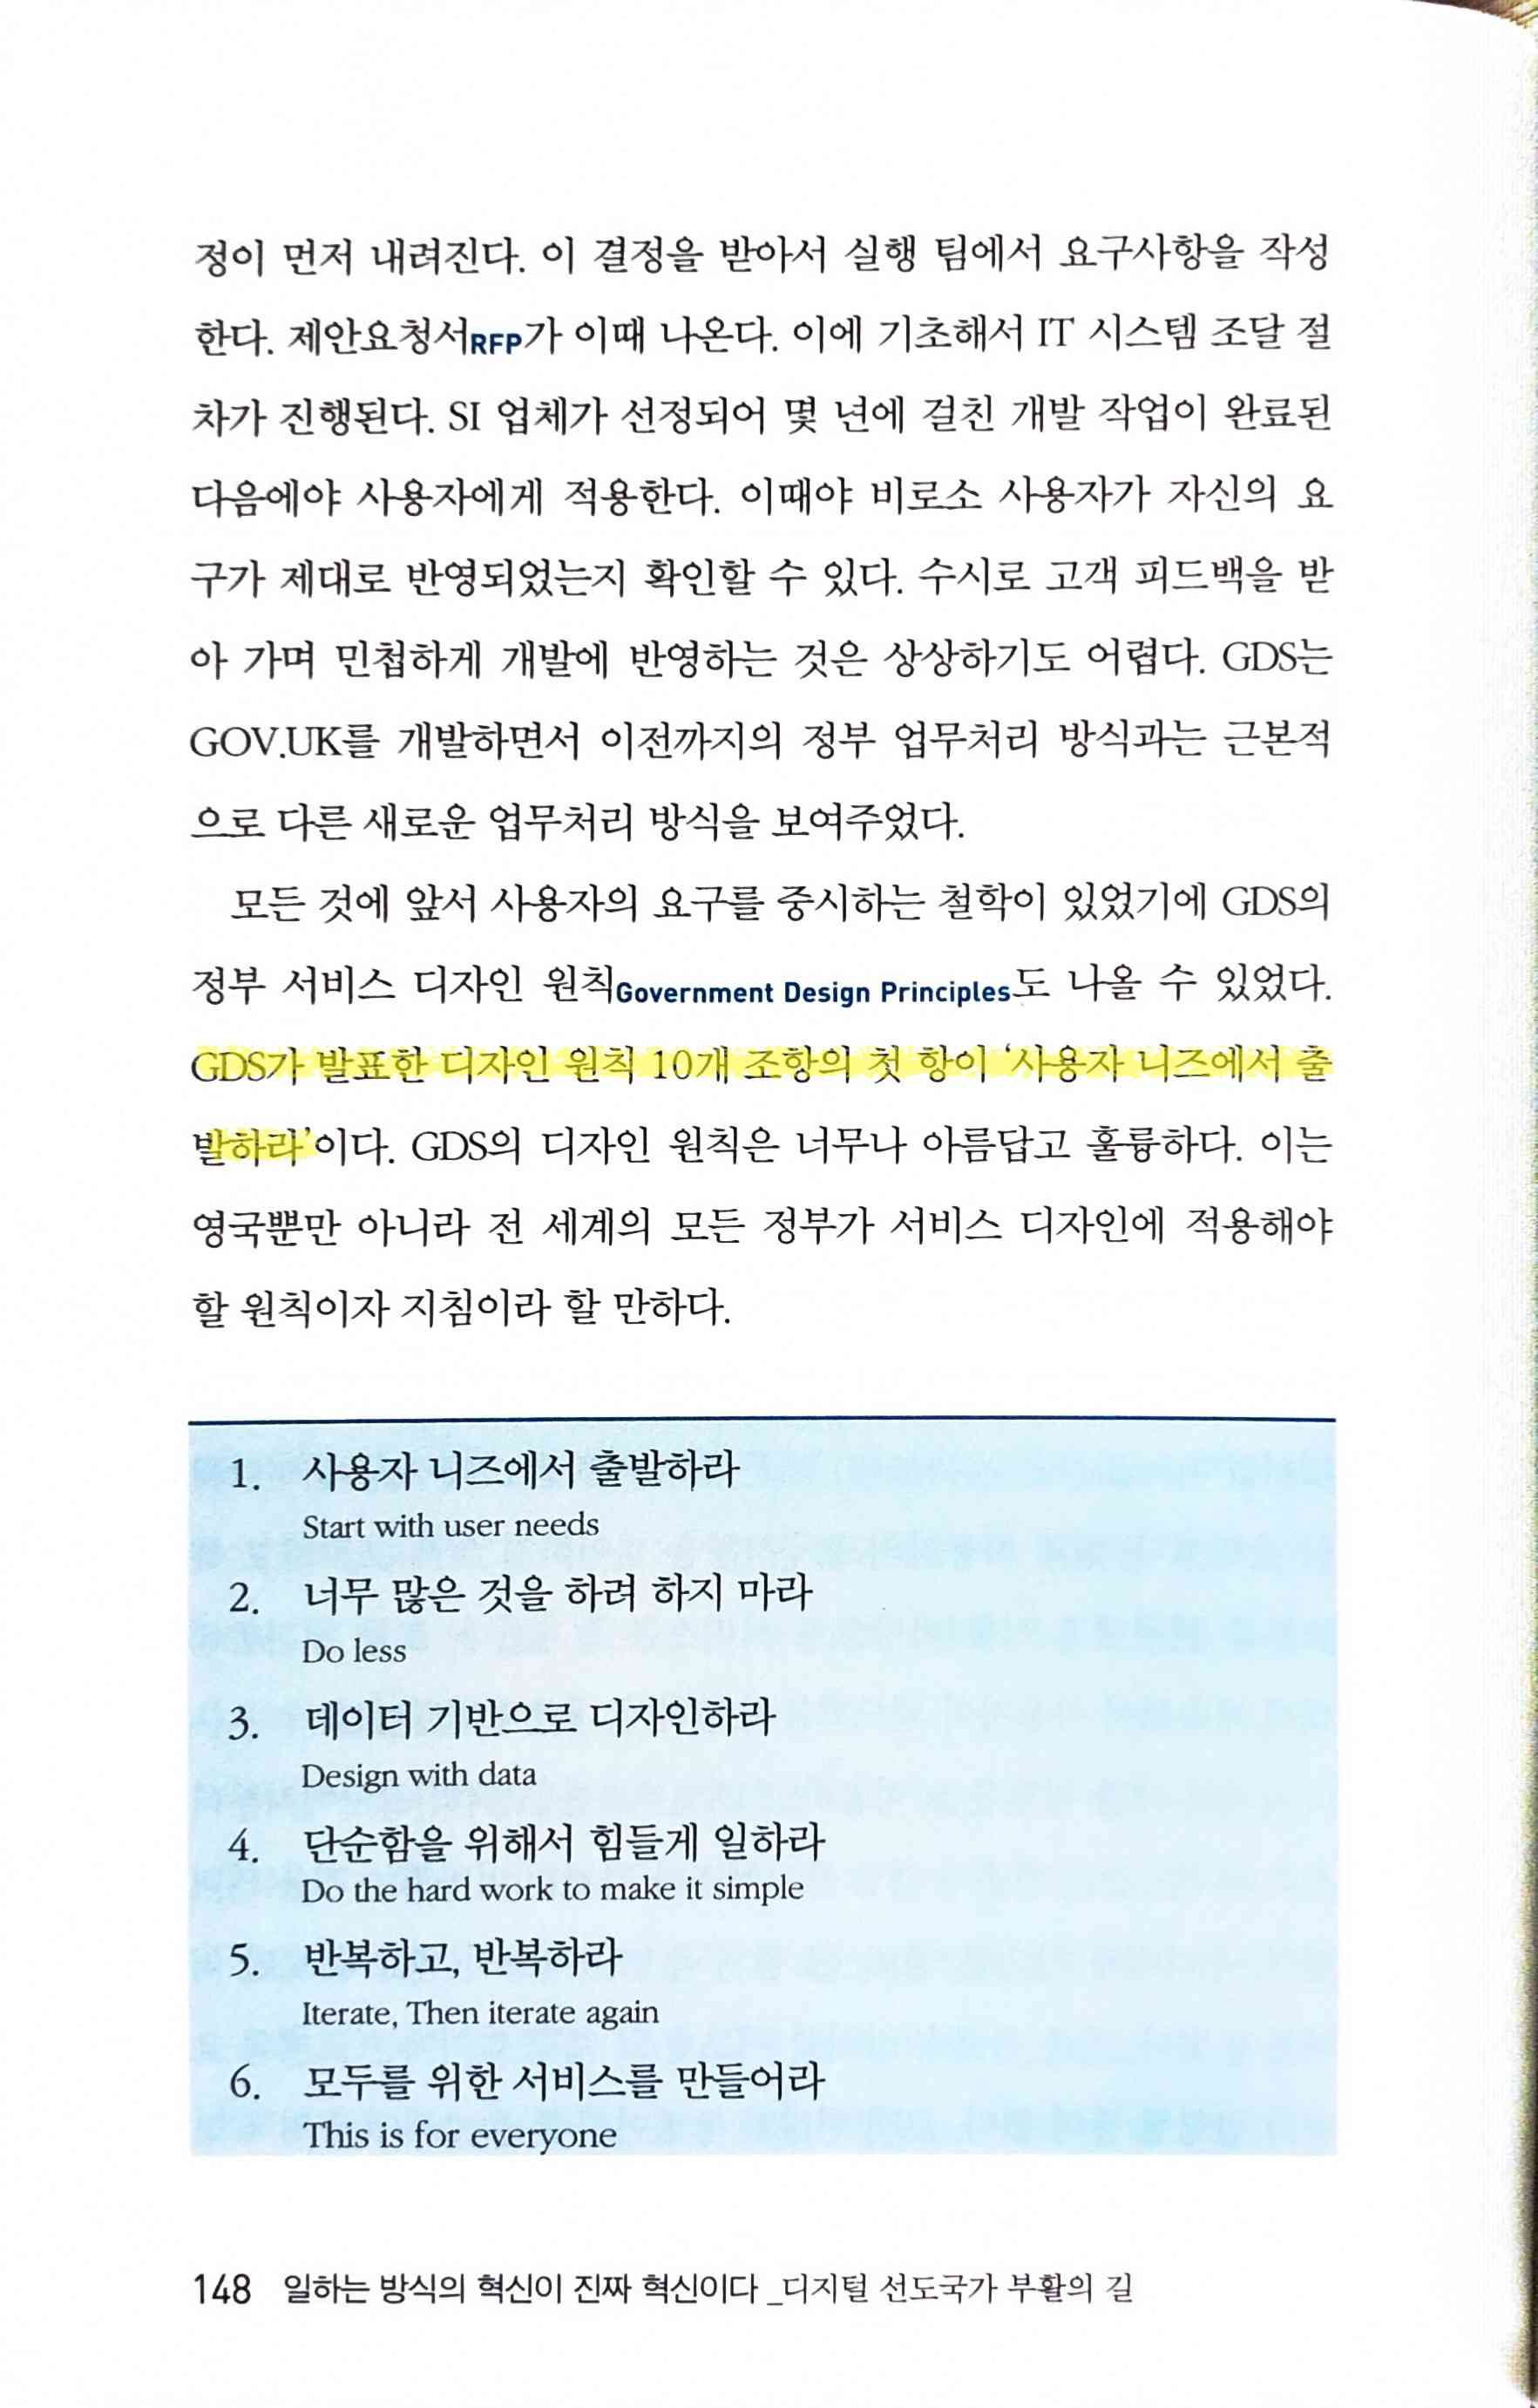 정이 먼저 내려진다. 이 결정을 받아서 실행 팀에서 요구사항을 작성
한다. 제안요청서RFP가 이때 나온다. 이에 기초해서 IT 시스템 조달 절
차가 진행된다. SI 업체가 선정되어 몇 년에 걸친 개발 작업이 완료된
다음에야 사용자에게 적용한다. 이때야 비로소 사용자가 자신의 요
구가 제대로 반영되었는지 확인할 수 있다. 수시로 고객 피드백을 받
아 가며 민첩하게 개발에 반영하는 것은 상상하기도 어렵다. GDS는
GOV.UK를 개발하면서 이전까지의 정부 업무처리 방식과는 근본적
으로 다른 새로운 업무처리 방식을 보여주었다.
모든 것에 앞서 사용자의 요구를 중시하는 철학이 있었기에 GDS의
정부 서비스 디자인 원칙Government Design Principles도 나올 수 있었다.
GDS가 발표한 디자인 원칙 10개 조항의 첫 항이 ‘사용자 니즈에서 출
발하라’이다. GDS의 디자인 원칙은 너무나 아름답고 훌륭하다. 이는
영국뿐만 아니라 전 세계의 모든 정부가 서비스 디자인에 적용해야
할 원칙이자 지침이라 할 만하다.
1. 사용자 니즈에서 출발하라
Start with user needs
2. 너무 많은 것을 하려 하지 마라
Do less
3. 데이터 기반으로 디자인하라
Design with data
4. 단순함을 위해서 힘들게 일하라
Do the hard work to make it simple
5. 반복하고, 반복하라
Iterate, Then iterate again
6. 모두를 위한 서비스를 만들어라
This is for everyone
148 일하는 방식의 혁신이 진짜 혁신이다_디지털 선도국가 부활의 길